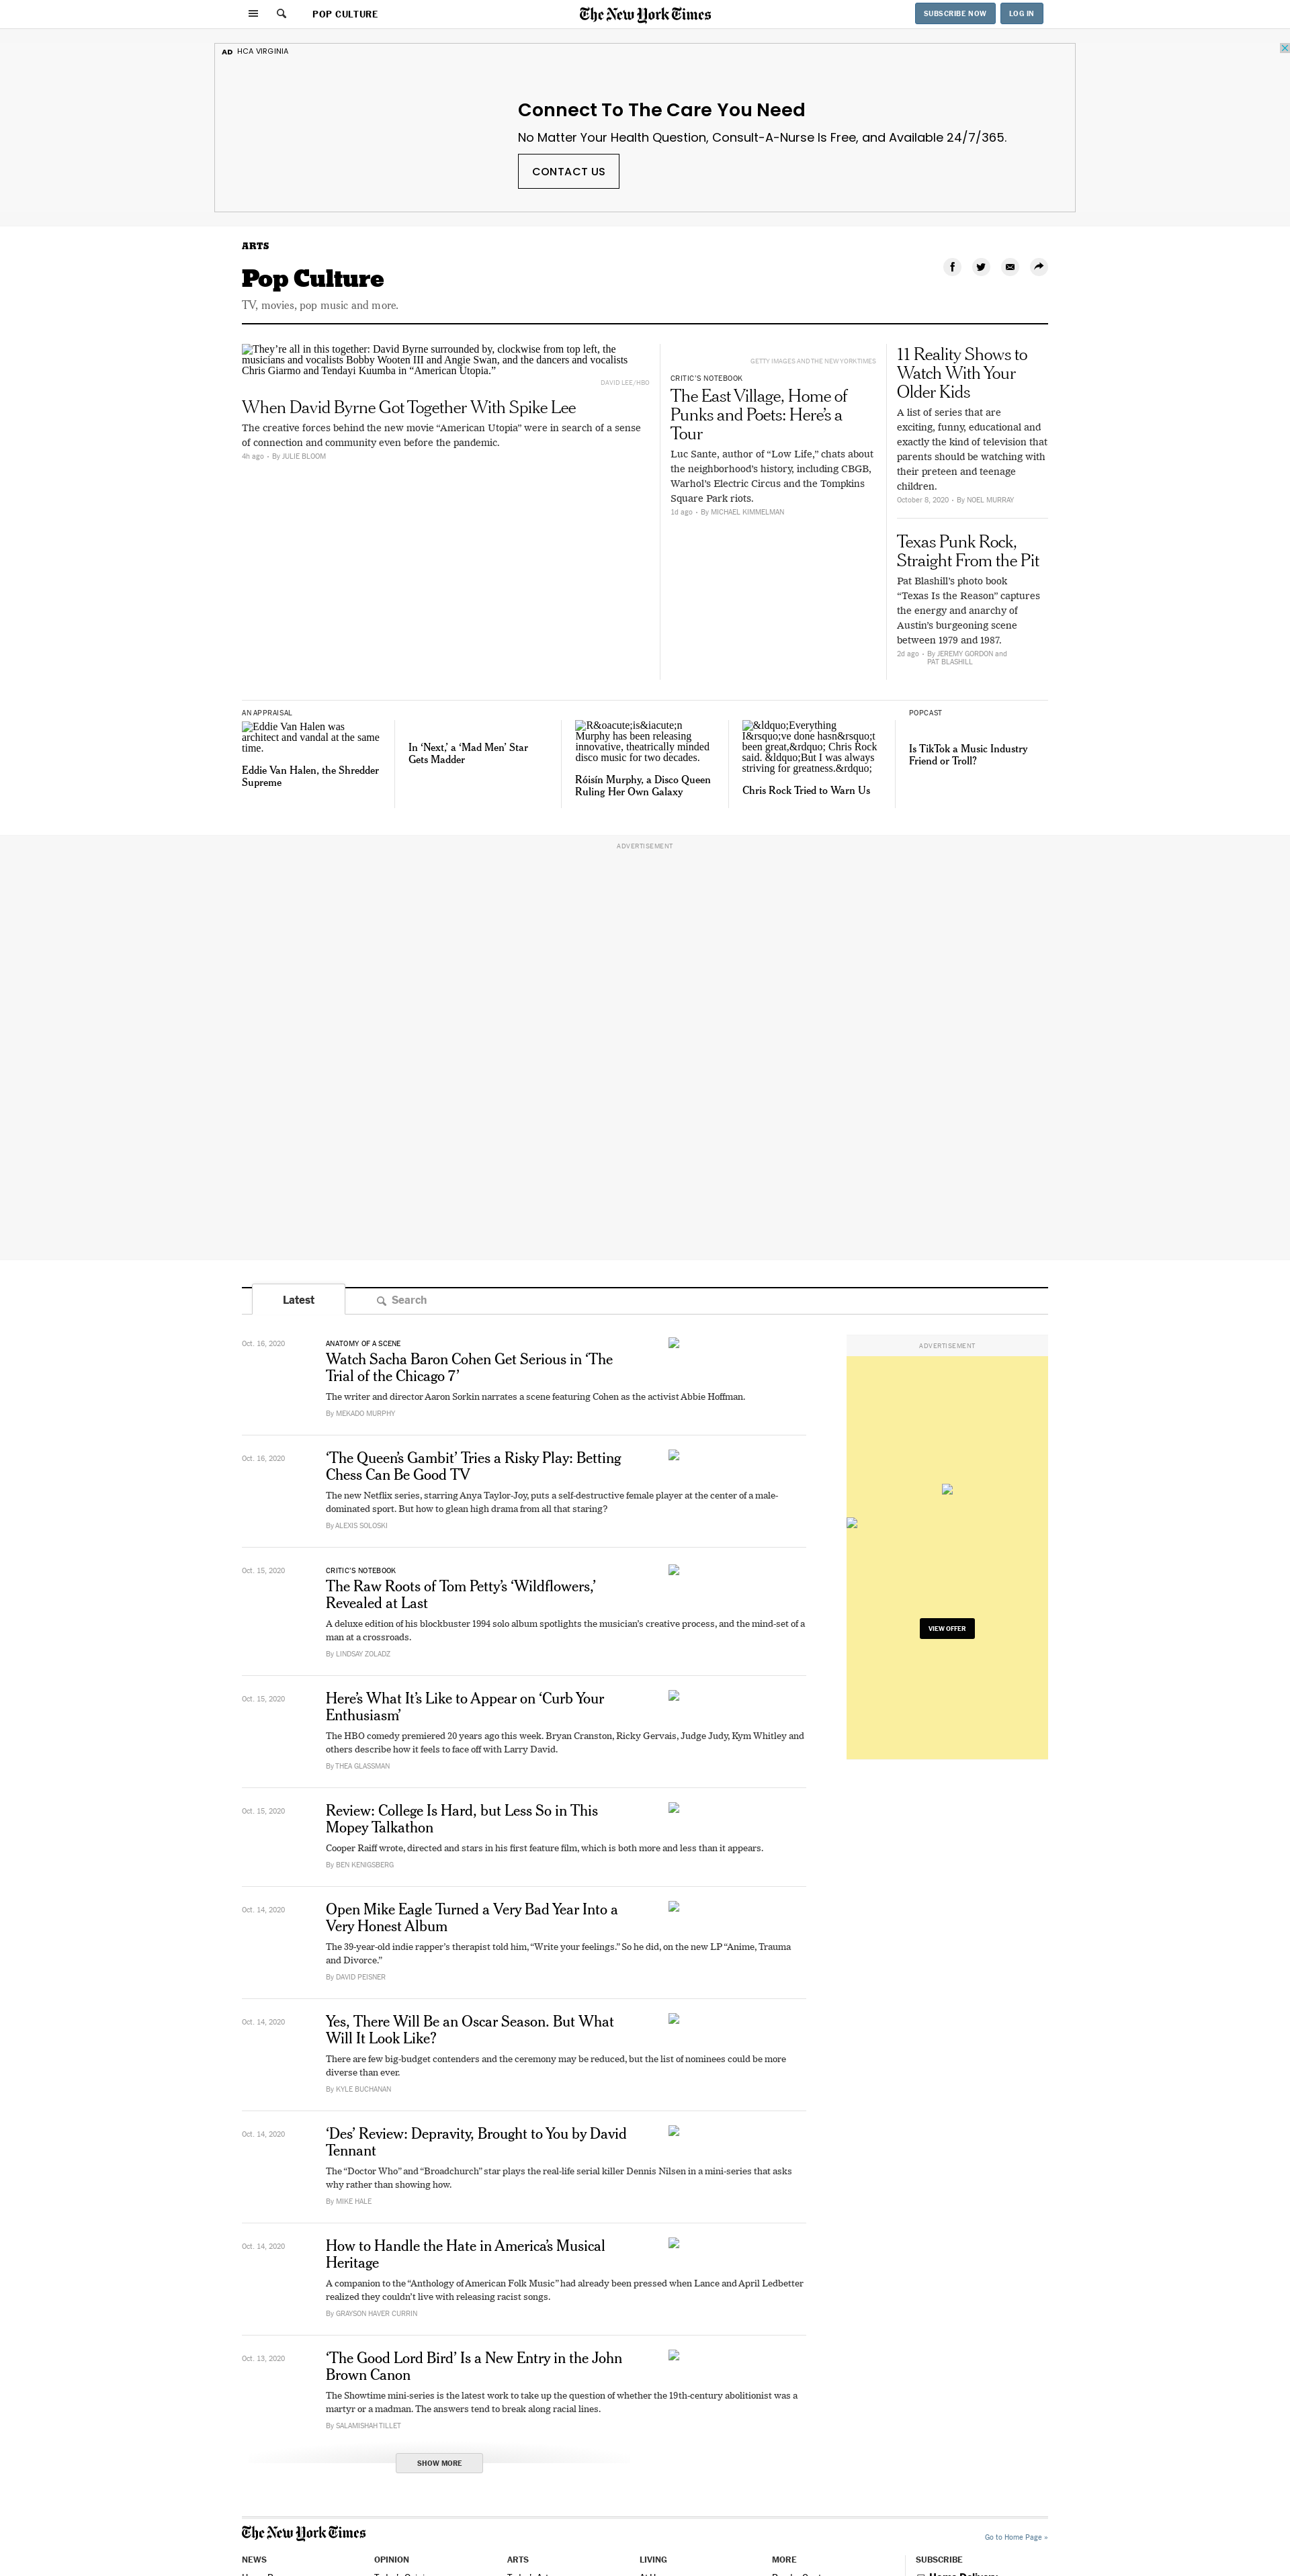 POP CULTURE
The New York Times
SUBSCRIBE NOW
LOG IN
AD HCA VIRGINIA
Connect To The Care You Need
No Matter Your Health Question, Consult-A-Nurse Is Free, and Available 24/7/365.
CONTACT US
ARTS
Pop Culture
TV, movies, pop music and more.
They’re all in this together: David Byrne surrounded by, clockwise from top left, the
musicians and vocalists Bobby Wooten III and Angie Swan, and the dancers and vocalists
Chris Giarmo and Tendayi Kuumba in “American Utopia.”
DAVID LEE/HBO
When David Byrne Got Together With Spike Lee
The creative forces behind the new movie “American Utopia” were in search of a sense
of connection and community even before the pandemic.
4h ago • By JULIE BLOOM
GETTY IMAGES AND THE NEW YORK TIMES
CRITIC’S NOTEBOOK
The East Village, Home of
Punks and Poets: Here’s a
Tour
Luc Sante, author of “Low Life,” chats about
the neighborhood’s history, including CBGB,
Warhol’s Electric Circus and the Tompkins
Square Park riots.
1d ago • By MICHAEL KIMMELMAN
11 Reality Shows to
Watch With Your
Older Kids
A list of series that are
exciting, funny, educational and
exactly the kind of television that
parents should be watching with
their preteen and teenage
children.
October 8, 2020 • By NOEL MURRAY
Texas Punk Rock,
Straight From the Pit
Pat Blashill’s photo book
“Texas Is the Reason” captures
the energy and anarchy of
Austin’s burgeoning scene
between 1979 and 1987.
2d ago • By JEREMY GORDON and
PAT BLASHILL
AN APPRAISAL
Eddie Van Halen was
architect and vandal at the same
time.
Eddie Van Halen, the Shredder
Supreme
In ‘Next,’ a ‘Mad Men’ Star
Gets Madder
R&oacute;is&iacute;n
Murphy has been releasing
innovative, theatrically minded
disco music for two decades.
Róisín Murphy, a Disco Queen
Ruling Her Own Galaxy
&ldquo;Everything
I&rsquo;ve done hasn&rsquo;t
been great,&rdquo; Chris Rock
said. &ldquo;But I was always
striving for greatness.&rdquo;
Chris Rock Tried to Warn Us
POPCAST
Is TikTok a Music Industry
Friend or Troll?
ADVERTISEMENT
Latest
Search
Oct. 16, 2020
ANATOMY OF A SCENE
Watch Sacha Baron Cohen Get Serious in ‘The
Trial of the Chicago 7’
The writer and director Aaron Sorkin narrates a scene featuring Cohen as the activist Abbie Hoffman.
By MEKADO MURPHY
Oct. 16, 2020
‘The Queen’s Gambit’ Tries a Risky Play: Betting
Chess Can Be Good TV
The new Netflix series, starring Anya Taylor-Joy, puts a self-destructive female player at the center of a male-
dominated sport. But how to glean high drama from all that staring?
By ALEXIS SOLOSKI
Oct. 15, 2020
CRITIC’S NOTEBOOK
The Raw Roots of Tom Petty’s ‘Wildflowers,’
Revealed at Last
A deluxe edition of his blockbuster 1994 solo album spotlights the musician’s creative process, and the mind-set of a
man at a crossroads.
By LINDSAY ZOLADZ
Oct. 15, 2020
Here’s What It’s Like to Appear on ‘Curb Your
Enthusiasm’
The HBO comedy premiered 20 years ago this week. Bryan Cranston, Ricky Gervais, Judge Judy, Kym Whitley and
others describe how it feels to face off with Larry David.
By THEA GLASSMAN
Oct. 15, 2020
Review: College Is Hard, but Less So in This
Mopey Talkathon
Cooper Raiff wrote, directed and stars in his first feature film, which is both more and less than it appears.
By BEN KENIGSBERG
Oct. 14, 2020
Open Mike Eagle Turned a Very Bad Year Into a
Very Honest Album
The 39-year-old indie rapper’s therapist told him, “Write your feelings.” So he did, on the new LP “Anime, Trauma
and Divorce.”
By DAVID PEISNER
Oct. 14, 2020
Yes, There Will Be an Oscar Season. But What
Will It Look Like?
There are few big-budget contenders and the ceremony may be reduced, but the list of nominees could be more
diverse than ever.
By KYLE BUCHANAN
Oct. 14, 2020
‘Des’ Review: Depravity, Brought to You by David
Tennant
The “Doctor Who” and “Broadchurch” star plays the real-life serial killer Dennis Nilsen in a mini-series that asks
why rather than showing how.
By MIKE HALE
Oct. 14, 2020
How to Handle the Hate in America’s Musical
Heritage
A companion to the “Anthology of American Folk Music” had already been pressed when Lance and April Ledbetter
realized they couldn’t live with releasing racist songs.
By GRAYSON HAVER CURRIN
Oct. 13, 2020
‘The Good Lord Bird’ Is a New Entry in the John
Brown Canon
The Showtime mini-series is the latest work to take up the question of whether the 19th-century abolitionist was a
martyr or a madman. The answers tend to break along racial lines.
By SALAMISHAH TILLET
SHOW MORE
ADVERTISEMENT
VIEW OFFER
The New York Times
Go to Home Page »
NEWS
OPINION
ARTS
LIVING
MORE
SUBSCRIBE